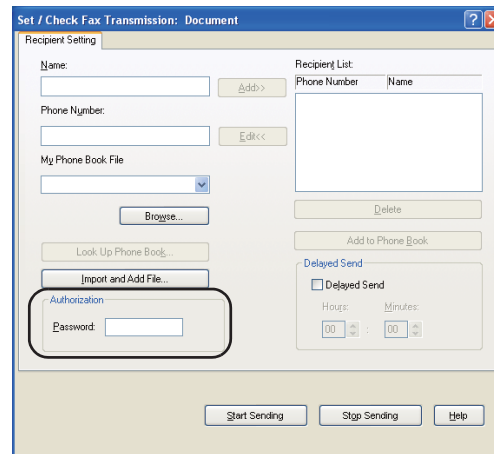 Set / Check Fax Transmission: Document
Recipient Setting
Name:
Add>>
Phone Number:
Edit<<
My Phone Book File
Browse...
Look Up Phone Book...
Import and Add File...
Authorization
Password:
Recipient List:
Phone Number Name
Delete
Add to Phone Book
Delayed Send
Delayed Send
Hours: Minutes:
00 : 00
Start Sending Stop Sending Help